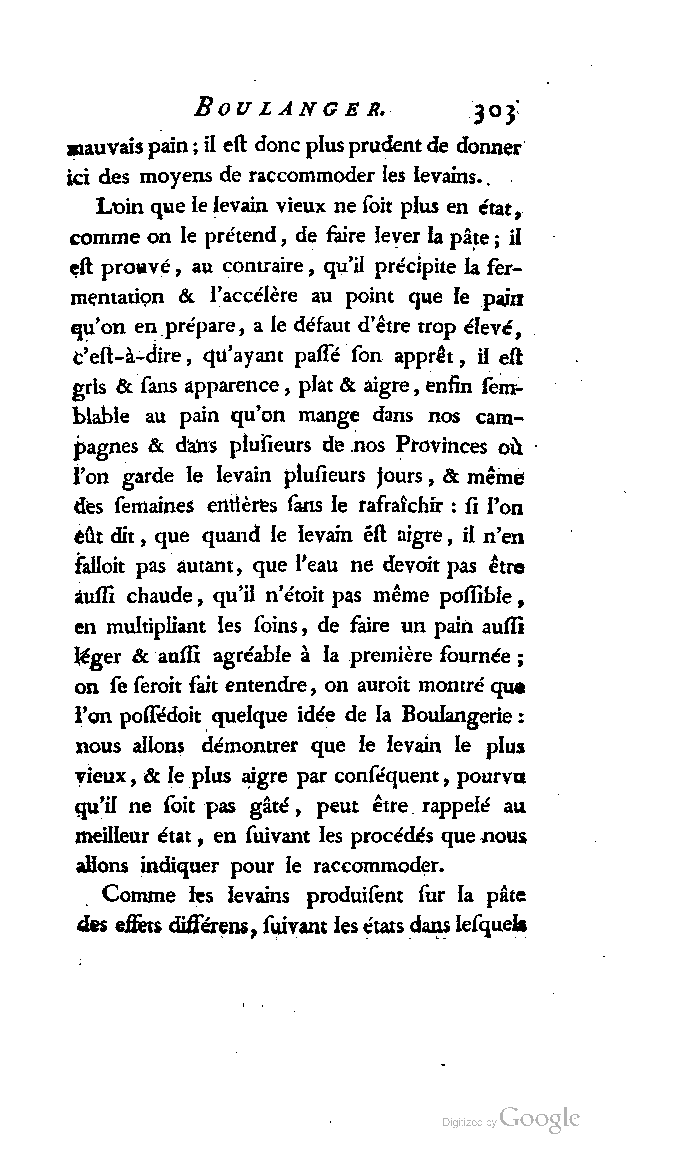 BOULANGER. 303
mauvais pain ; il eſt donc plus prudent de donner
ici des moyens de raccommoder les levains.
Loin que le levain vieux ne ſoit plus en état,
comme on le prétend, de faire lever la pâte ; il
eſt prouvé, au contraire, qu'il précipite la fer-
mentation & l'accélère au point que le pain
qu'on en prépare, a le défaut d'être trop élevé,
c'eſt-à-dire, qu'ayant paſſé ſon apprêt, il eſt
gris & ſans apparence, plat & aigre, enfin ſem-
blable au pain qu'on mange dans nos cam-
pagnes & dans pluſieurs de nos Provinces où
l'on garde le levain pluſieurs jours, & même
des ſemaines entières ſans le rafraîchir : ſi l'on
eût dit, que quand le levain eſt aigre, il n'en
falloit pas autant, que l'eau ne devoit pas être
auſſi chaude, qu'il n'étoit pas même poſſible,
en multipliant les ſoins, de faire un pain auſſi
léger & auſſi agréable à la première fournée ;
on ſe ſeroit fait entendre, on auroit montré que
l'on poſſédoit quelque idée de la Boulangerie :
nous allons démontrer que le levain le plus
vieux, & le plus aigre par conſéquent, pourvu
qu'il ne ſoit pas gâté, peut être rappelé au
meilleur état, en ſuivant les procédés que nous
allons indiquer pour le raccommoder.
Comme les levains produiſent ſur la pâte
des effets différens, ſuivant les états dans leſquels
Digitized by Google